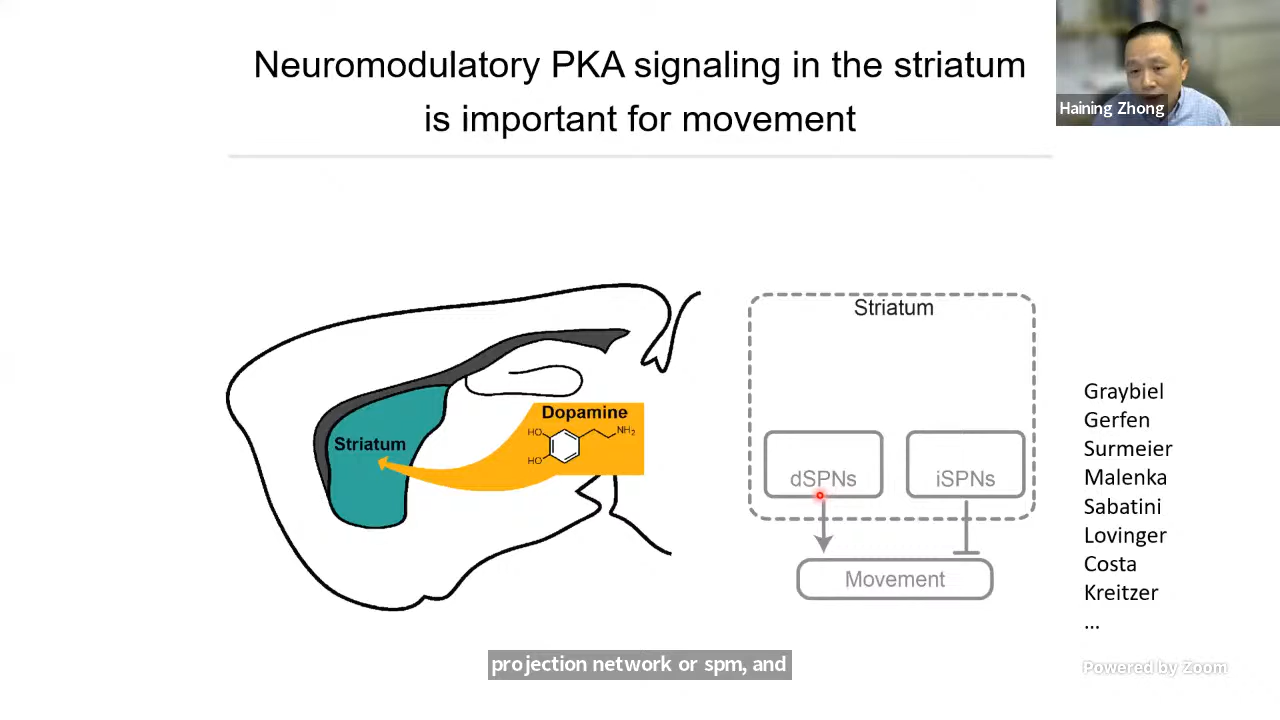 Neuromodulatory PKA signaling in the striatum
is important for movement
Haining Zhong
Striatum
Dopamine
HO
NH2
HO
Striatum
dSPNs
iSPNs
Movement
Graybiel
Gerfen
Surmeier
Malenka
Sabatini
Lovinger
Costa
Kreitzer
...
projection network or spm, and
Powered by Zoom